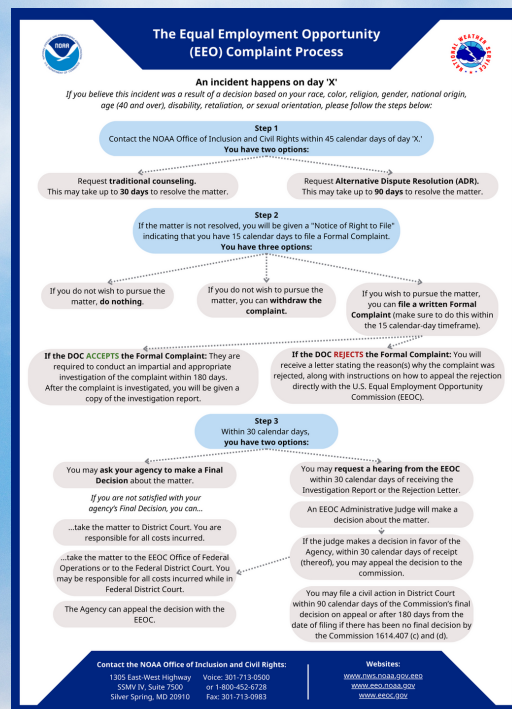 The Equal Employment Opportunity
(EEO) Complaint Process
NOAA
NATIONAL WEATHER SERVICE
An incident happens on day 'X'
If you believe this incident was a result of a decision based on your race, color, religion, gender, national origin,
age (40 and over), disability, retaliation, or sexual orientation, please follow the steps below:
Step 1
Contact the NOAA Office of Inclusion and Civil Rights within 45 calendar days of day 'X.'
You have two options:
Request traditional counseling.
This may take up to 30 days to resolve the matter.
Request Alternative Dispute Resolution (ADR).
This may take up to 90 days to resolve the matter.
Step 2
If the matter is not resolved, you will be given a "Notice of Right to File"
indicating that you have 15 calendar days to file a Formal Complaint.
You have three options:
If you do not wish to pursue the
matter, do nothing.
If you do not wish to pursue the
matter, you can withdraw the
complaint.
If you wish to pursue the matter,
you can file a written Formal
Complaint (make sure to do this within
the 15 calendar-day timeframe).
If the DOC ACCEPTS the Formal Complaint: They are
required to conduct an impartial and appropriate
investigation of the complaint within 180 days.
After the complaint is investigated, you will be given a
copy of the investigation report.
If the DOC REJECTS the Formal Complaint: You will
receive a letter stating the reason(s) why the complaint was
rejected, along with instructions on how to appeal the rejection
directly with the U.S. Equal Employment Opportunity
Commission (EEOC).
Step 3
Within 30 calendar days,
you have two options:
You may ask your agency to make a Final
Decision about the matter.
If you are not satisfied with your
agency's Final Decision, you can...
...take the matter to District Court. You are
responsible for all costs incurred.
...take the matter to the EEOC Office of Federal
Operations or to the Federal District Court. You
may be responsible for all costs incurred while in
Federal District Court.
The Agency can appeal the decision with the
EEOC.
You may request a hearing from the EEOC
within 30 calendar days of receiving the
Investigation Report or the Rejection Letter.
An EEOC Administrative Judge will make a
decision about the matter.
If the judge makes a decision in favor of the
Agency, within 30 calendar days of receipt
(thereof), you may appeal the decision to the
commission.
You may file a civil action in District Court
within 90 calendar days of the Commission's final
decision on appeal or after 180 days from the
date of filing if there has been no final decision by
the Commission 1614.407 (c) and (d).
Contact the NOAA Office of Inclusion and Civil Rights:
1305 East-West Highway
SSMV IV, Suite 7500
Silver Spring, MD 20910
Voice: 301-713-0500
or 1-800-452-6728
Fax: 301-713-0983
Websites:
www.nws.noaa.gov.eeo
www.eeo.noaa.gov
www.eeoc.gov